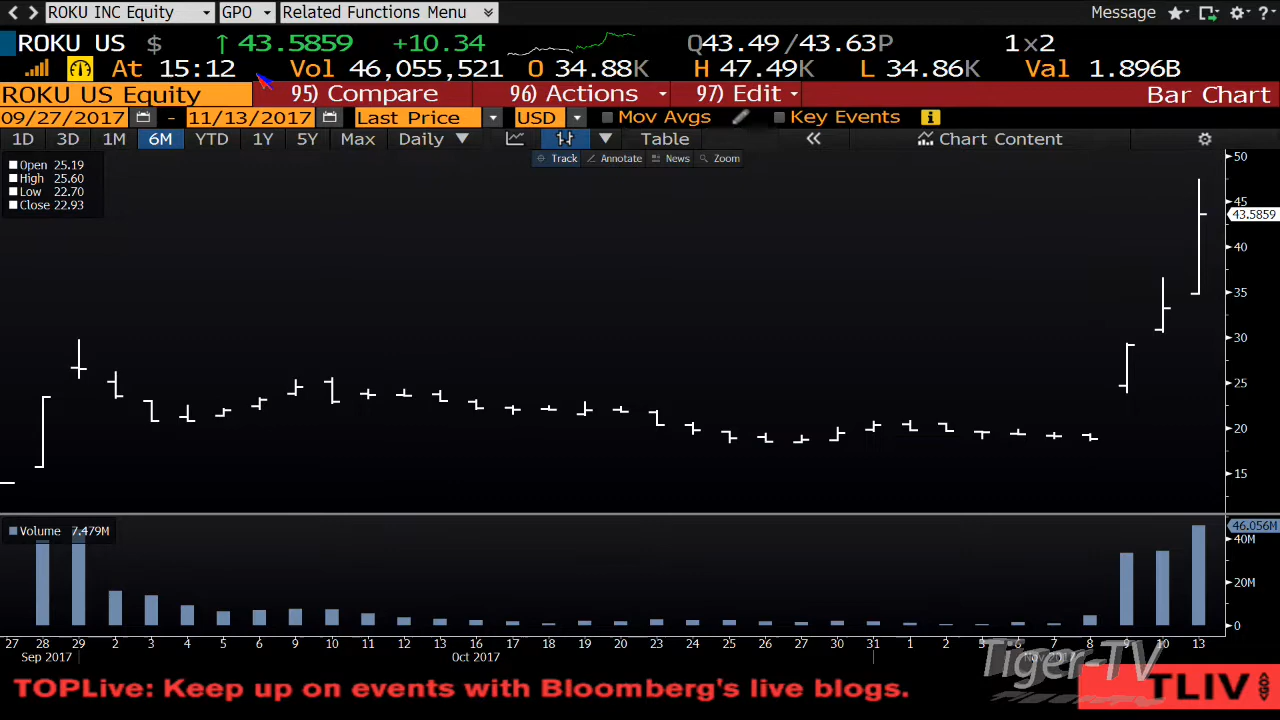 ROKU INC Equity GPO Related Functions Menu Message ?
ROKU US $ ↑ 43.5859 +10.34 Q43.49 /43.63P 1x2
At 15:12 Vol 46,055,521 O 34.88K H 47.49K L 34.86K Val 1.896B
ROKU US Equity 95) Compare 96) Actions 97) Edit Bar Chart
09/27/2017 - 11/13/2017 Last Price USD Mov Avgs Key Events
1D 3D 1M 6M YTD 1Y 5Y Max Daily ▼ Table « Chart Content
Track Annotate News Zoom
Open 25.19
High 25.60
Low 22.70
Close 22.93
50
45
43.5859
40
35
30
25
20
15
Volume 7.479M
46.056M
40M
20M
0
27 28 29 2 3 4 5 6 9 10 11 12 13 16 17 18 19 20 23 24 25 26 27 30 31 1 2 3 6 7 8 9 10 13
Sep 2017 Oct 2017 Nov 2017
Tiger-TV
TOPLive: Keep up on events with Bloomberg's live blogs. TLIV